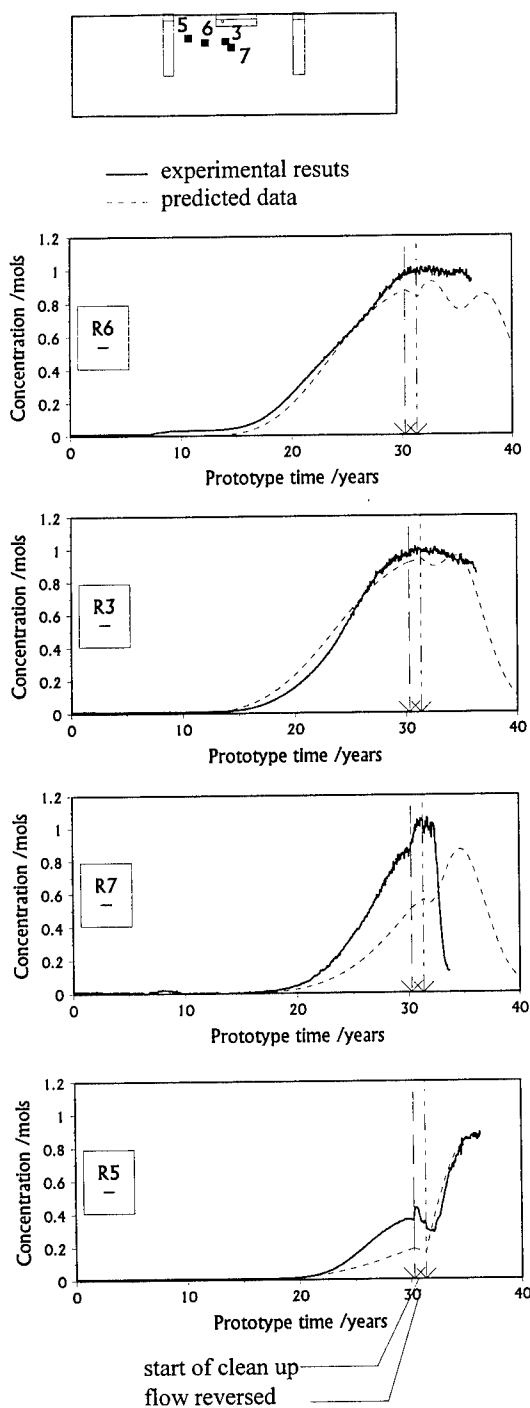 5 6 3 7
experimental resuts
predicted data
1.2
1
0.8
0.6
0.4
0.2
0
Concentration /mols
R6
0 10 20 30 40
Prototype time /years
1.2
1
0.8
0.6
0.4
0.2
0
Concentration /mols
R3
0 10 20 30 40
Prototype time /years
1.2
1
0.8
0.6
0.4
0.2
0
Concentration /mols
R7
0 10 20 30 40
Prototype time /years
1.2
1
0.8
0.6
0.4
0.2
0
Concentration /mols
R5
0 10 20 30 40
Prototype time /years
start of clean up
flow reversed